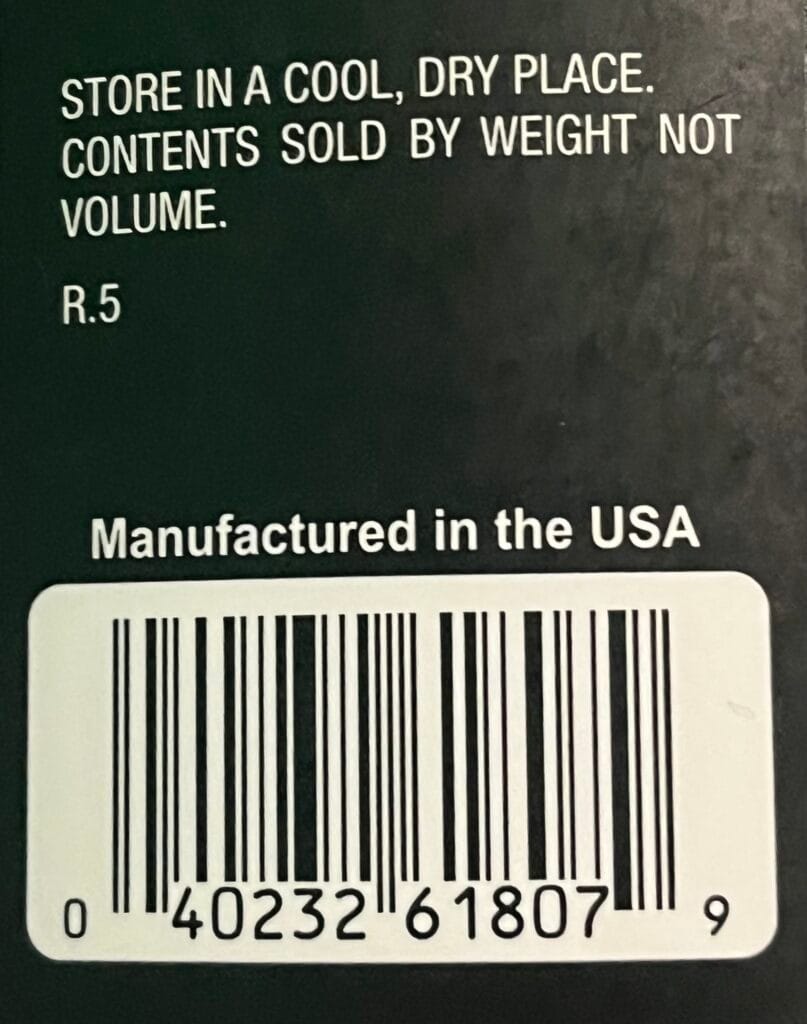 STORE IN A COOL, DRY PLACE.
CONTENTS SOLD BY WEIGHT NOT
VOLUME.
R.5
Manufactured in the USA
0 40232 61807 9